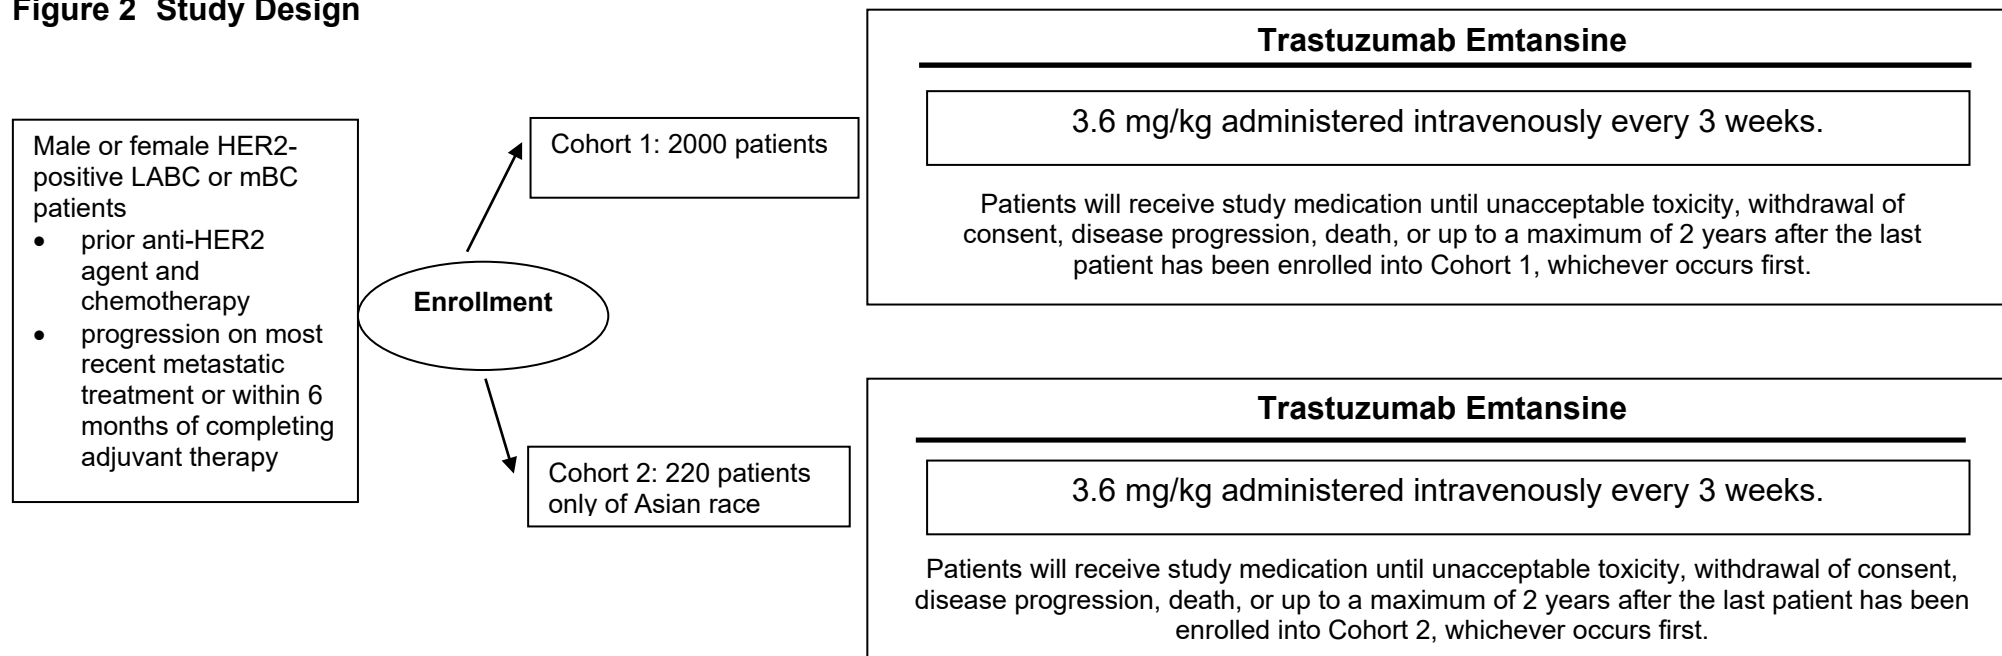 Figure 2 Study Design
Male or female HER2-
positive LABC or mBC
patients
• prior anti-HER2
agent and
chemotherapy
• progression on most
recent metastatic
treatment or within 6
months of completing
adjuvant therapy
Enrollment
Cohort 1: 2000 patients
Trastuzumab Emtansine
3.6 mg/kg administered intravenously every 3 weeks.
Patients will receive study medication until unacceptable toxicity, withdrawal of
consent, disease progression, death, or up to a maximum of 2 years after the last
patient has been enrolled into Cohort 1, whichever occurs first.
Cohort 2: 220 patients
only of Asian race
Trastuzumab Emtansine
3.6 mg/kg administered intravenously every 3 weeks.
Patients will receive study medication until unacceptable toxicity, withdrawal of consent,
disease progression, death, or up to a maximum of 2 years after the last patient has been
enrolled into Cohort 2, whichever occurs first.